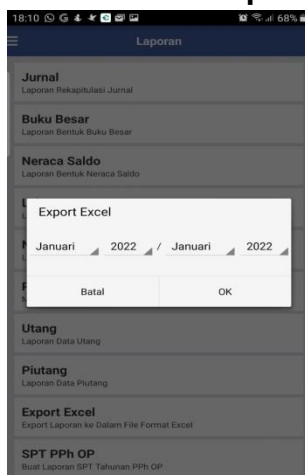 18:10 68%
Laporan
Jurnal
Laporan Rekapitulasi Jurnal
Buku Besar
Laporan Bentuk Buku Besar
Neraca Saldo
Laporan Bentuk Neraca Saldo
Export Excel
Januari 2022 / Januari 2022
Batal OK
Utang
Laporan Data Utang
Piutang
Laporan Data Piutang
Export Excel
Export Laporan ke Dalam File Format Excel
SPT PPh OP
Buat Laporan SPT Tahunan PPh OP